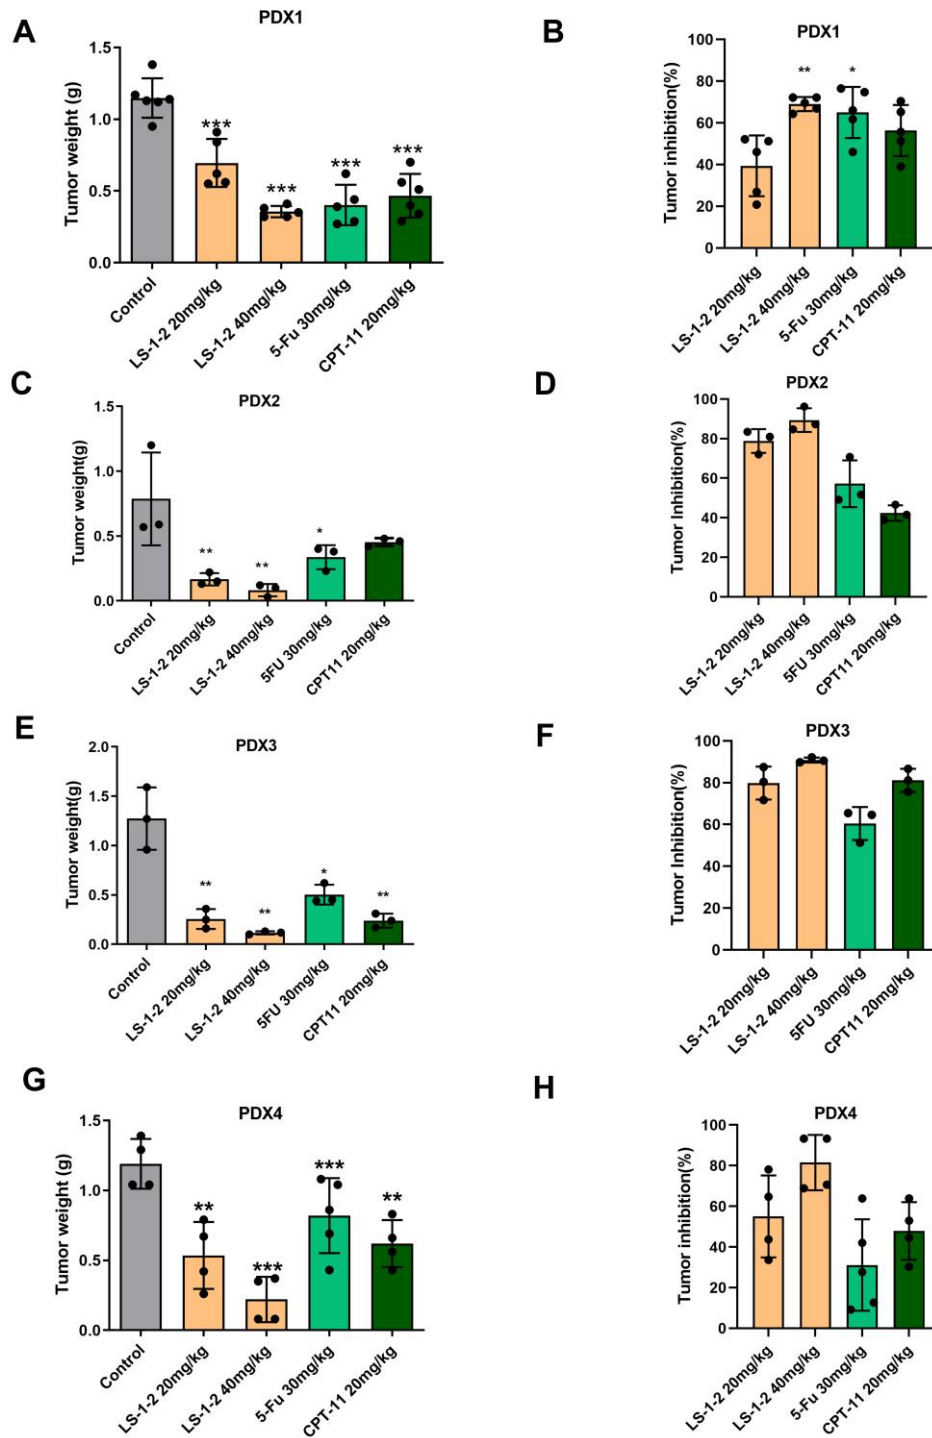 A
PDX1
Tumor weight (g)
1.5
1.0
0.5
0.0
***
***
***
***
Control
LS-1-2 20mg/kg
LS-1-2 40mg/kg
5-Fu 30mg/kg
CPT-11 20mg/kg
B
PDX1
Tumor inhibition(%)
100
80
60
40
20
0
**
*
LS-1-2 20mg/kg
LS-1-2 40mg/kg
5-Fu 30mg/kg
CPT-11 20mg/kg
C
PDX2
Tumor weight(g)
1.5
1.0
0.5
0.0
**
**
*
Control
LS-1-2 20mg/kg
LS-1-2 40mg/kg
5FU 30mg/kg
CPT11 20mg/kg
D
PDX2
Tumor Inhibition(%)
100
80
60
40
20
0
LS-1-2 20mg/kg
LS-1-2 40mg/kg
5FU 30mg/kg
CPT11 20mg/kg
E
PDX3
Tumor weight(g)
2.0
1.5
1.0
0.5
0.0
**
**
*
**
Control
LS-1-2 20mg/kg
LS-1-2 40mg/kg
5FU 30mg/kg
CPT11 20mg/kg
F
PDX3
Tumor Inhibition(%)
100
80
60
40
20
0
LS-1-2 20mg/kg
LS-1-2 40mg/kg
5FU 30mg/kg
CPT11 20mg/kg
G
PDX4
Tumor weight (g)
1.5
1.0
0.5
0.0
**
***
***
**
Control
LS-1-2 20mg/kg
LS-1-2 40mg/kg
5-Fu 30mg/kg
CPT-11 20mg/kg
H
PDX4
Tumor inhibition(%)
100
80
60
40
20
0
LS-1-2 20mg/kg
LS-1-2 40mg/kg
5-Fu 30mg/kg
CPT-11 20mg/kg